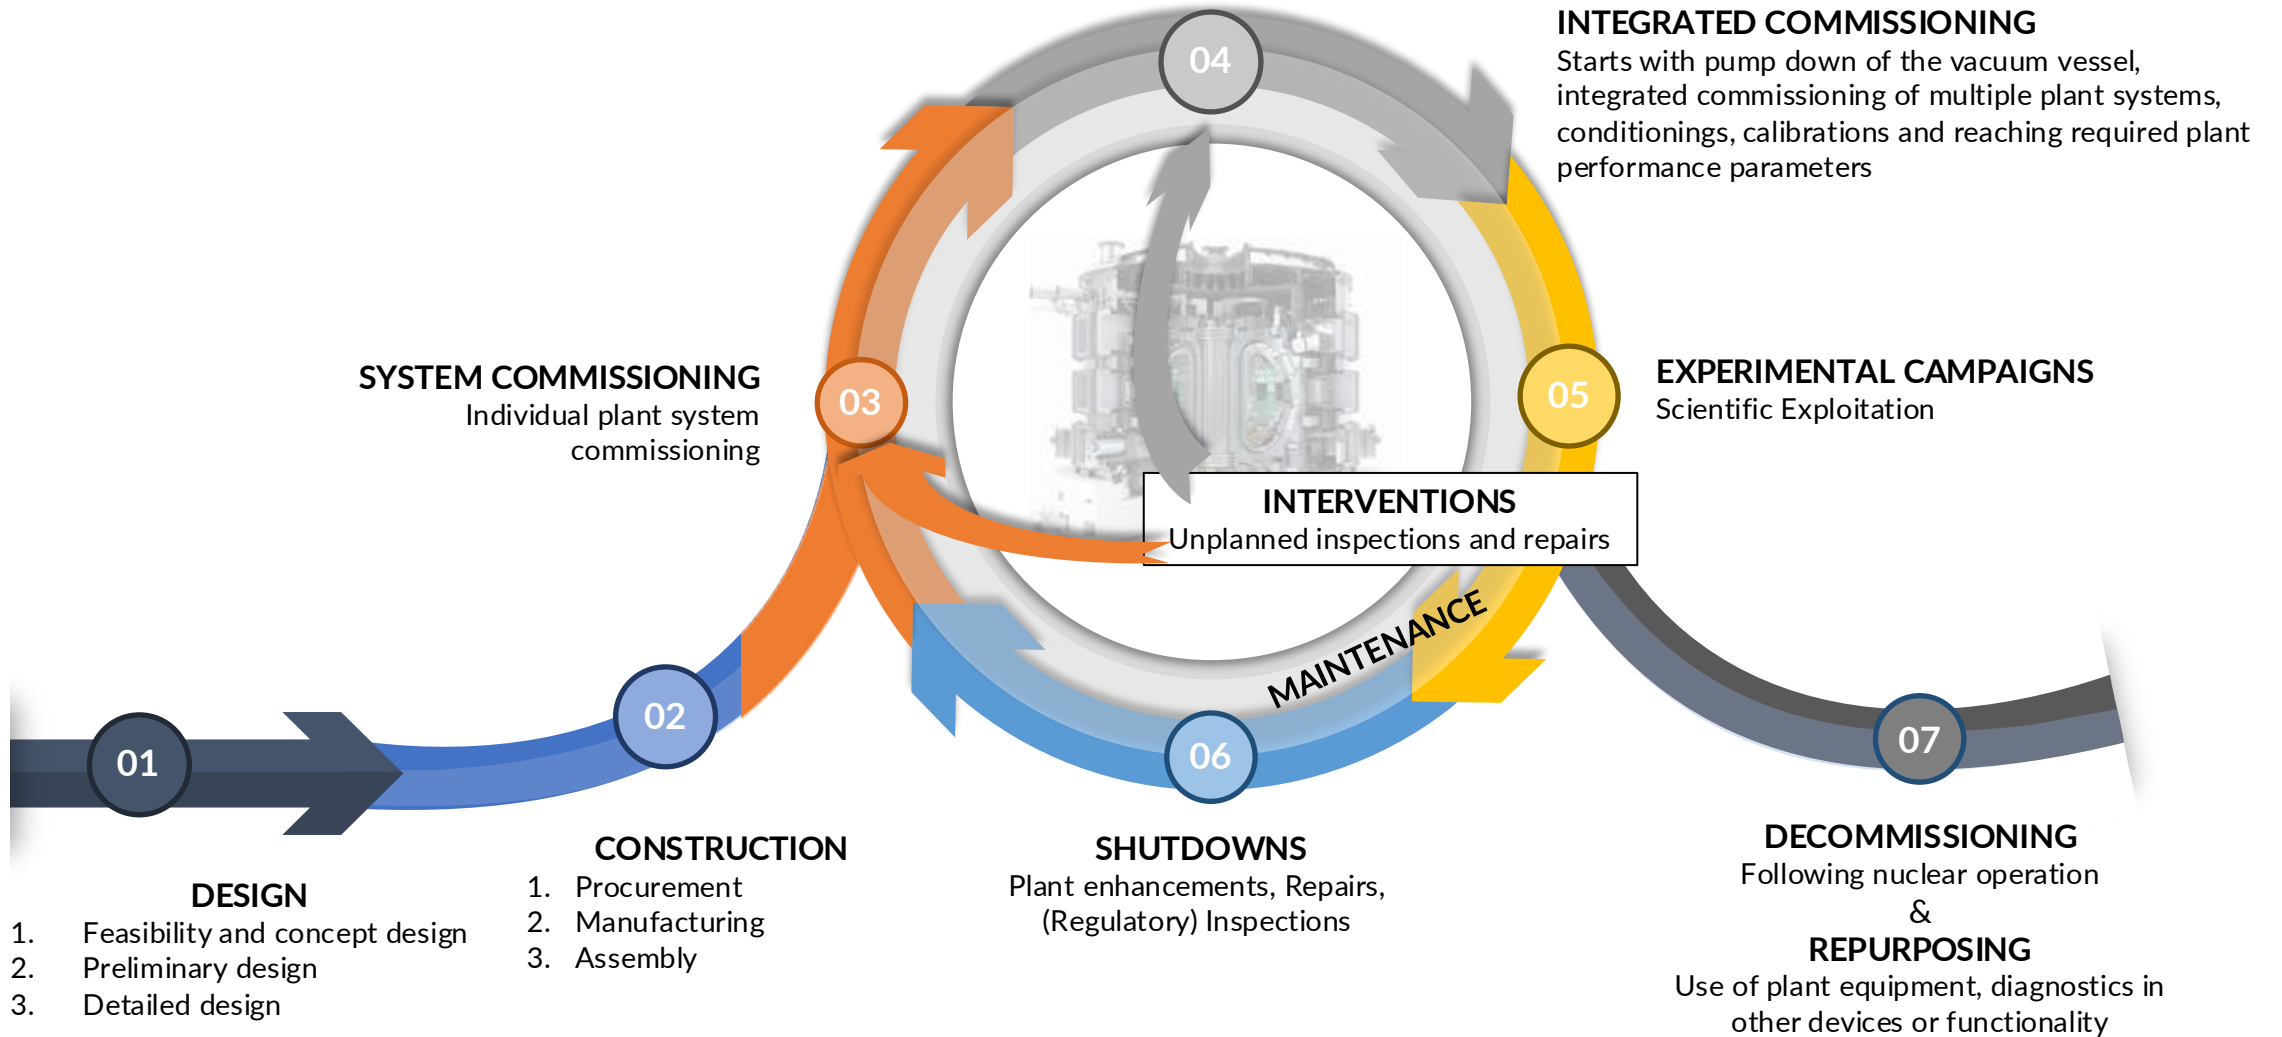 04
INTEGRATED COMMISSIONING
Starts with pump down of the vacuum vessel,
integrated commissioning of multiple plant systems,
conditionings, calibrations and reaching required plant
performance parameters
SYSTEM COMMISSIONING
Individual plant system
commissioning
03
05
EXPERIMENTAL CAMPAIGNS
Scientific Exploitation
INTERVENTIONS
Unplanned inspections and repairs
MAINTENANCE
01
02
06
07
DESIGN
1. Feasibility and concept design
2. Preliminary design
3. Detailed design
CONSTRUCTION
1. Procurement
2. Manufacturing
3. Assembly
SHUTDOWNS
Plant enhancements, Repairs,
(Regulatory) Inspections
DECOMMISSIONING
Following nuclear operation
&
REPURPOSING
Use of plant equipment, diagnostics in
other devices or functionality